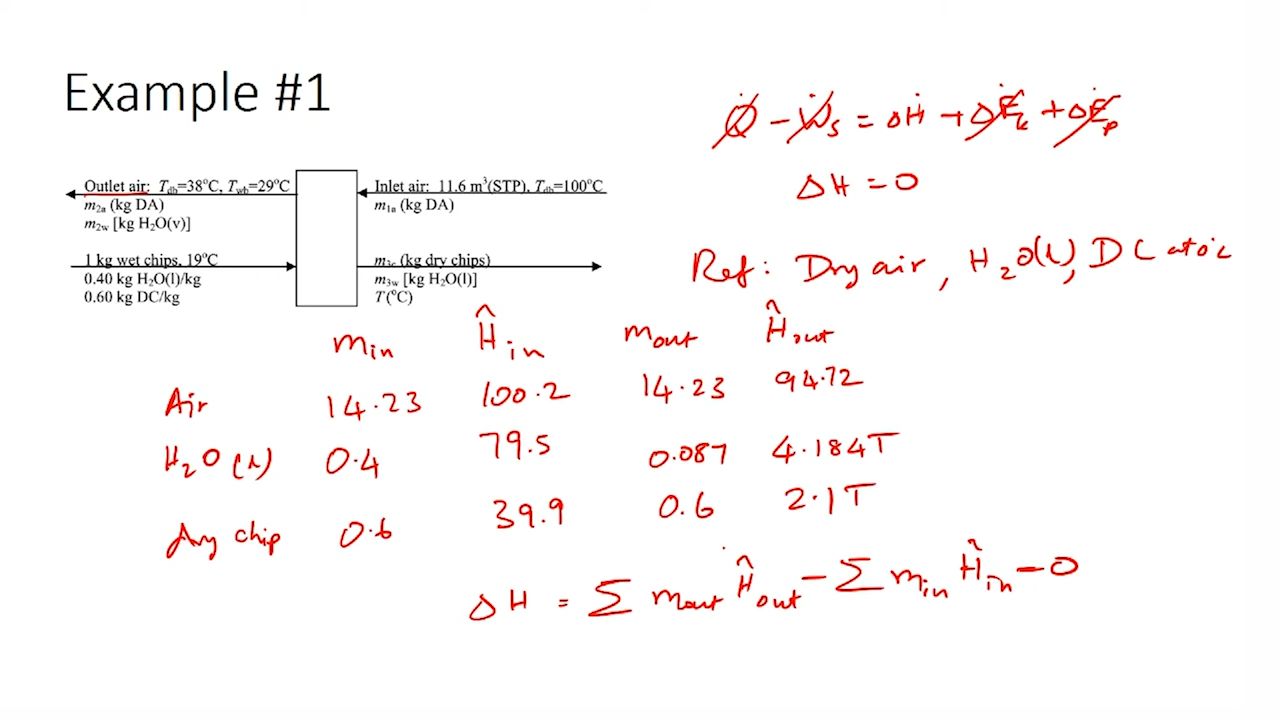 Example #1
Q̇ − Ẇs = ΔḢ + ΔĖk + ΔĖp
ΔH = 0
Outlet air: Tdb=38°C, Twb=29°C
m2a (kg DA)
m2w [kg H2O(v)]
Inlet air: 11.6 m3(STP), Tdb=100°C
m1a (kg DA)
1 kg wet chips, 19°C
0.40 kg H2O(l)/kg
0.60 kg DC/kg
m3c (kg dry chips)
m3w [kg H2O(l)]
T(°C)
Ref: Dry air, H2O(l), DC at 0°C
min Ĥin mout Ĥout
Air 14.23 100.2 14.23 94.72
H2O(l) 0.4 79.5 0.087 4.184T
Dry chip 0.6 39.9 0.6 2.1T
ΔH = Σ mout Ĥout − Σ min Ĥin = 0